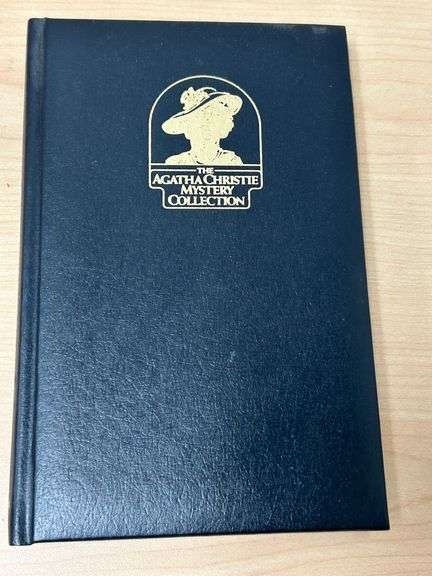 THE
AGATHA CHRISTIE
MYSTERY
COLLECTION